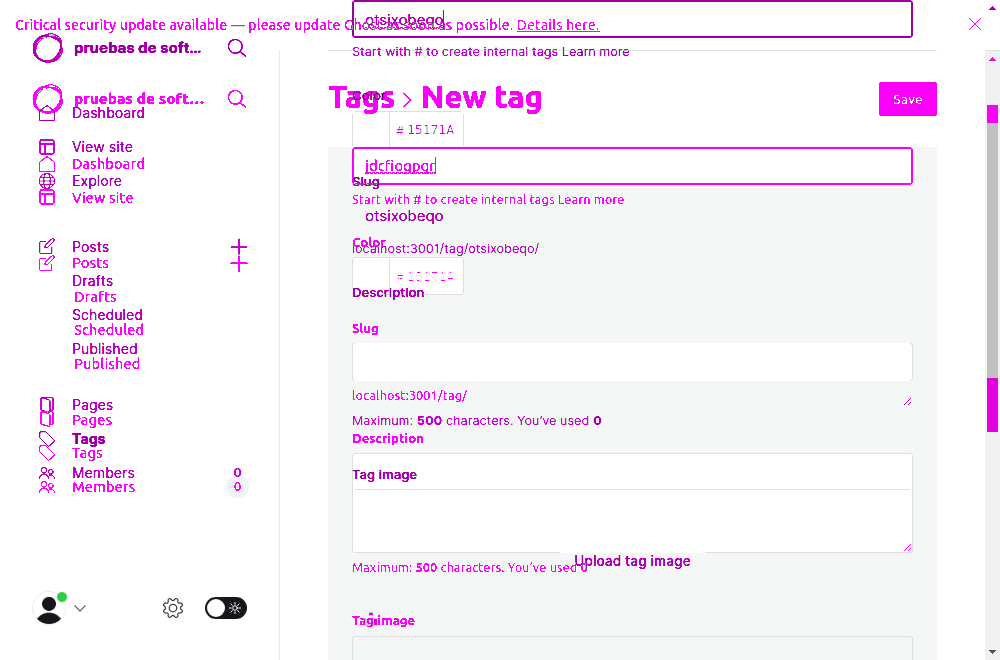 otsixobeqo
Critical security update available — please update Ghost as soon as possible. Details here.
pruebas de soft...
Start with # to create internal tags Learn more
pruebas de soft...
Color
Tags > New tag
Save
Dashboard
# 15171A
View site
Dashboard
jdcfiogpqr
Explore
Slug
View site
Start with # to create internal tags Learn more
otsixobeqo
Posts
Color
localhost:3001/tag/otsixobeqo/
Posts
Drafts
# 15171A
Description
Drafts
Scheduled
Slug
Scheduled
Published
Published
localhost:3001/tag/
Pages
Maximum: 500 characters. You've used 0
Pages
Tags
Description
Tags
Members 0
Tag image
Members 0
Upload tag image
Maximum: 500 characters. You've used 0
Tag image